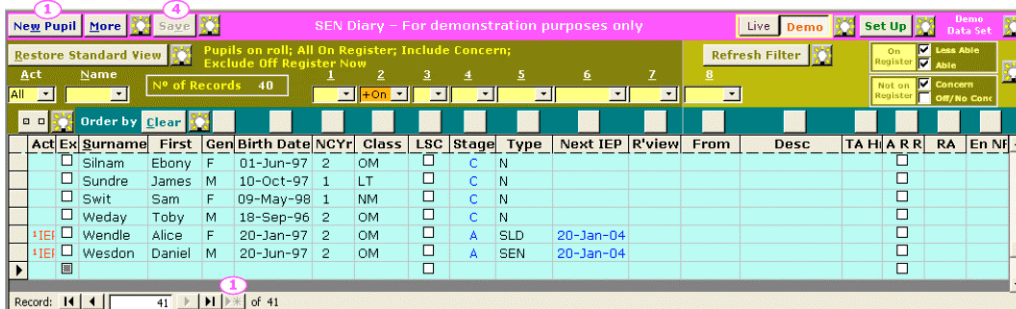 1 4
New Pupil More Save SEN Diary – For demonstration purposes only Live Demo Set Up Demo Data Set
Restore Standard View Pupils on roll; All On Register; Include Concern; Exclude Off Register Now Refresh Filter On Register Less Able Able
Act Name Nº of Records 40 1 2 3 4 5 6 7 8 Not on Register Concern Off/No Conc
All +On
Order by Clear
Act Ex Surname First Gen Birth Date NCYr Class LSC Stage Type Next IEP R'view From Desc TA Hr A R R RA En NF
Silnam Ebony F 01-Jun-97 2 OM C N
Sundre James M 10-Oct-97 1 LT C N
Swit Sam F 09-May-98 1 NM C N
Weday Toby M 18-Sep-96 2 OM C N
Wendle Alice F 20-Jan-97 2 OM A SLD 20-Jan-04
Wesdon Daniel M 20-Jun-97 2 OM A SEN 20-Jan-04
1
Record: 41 of 41